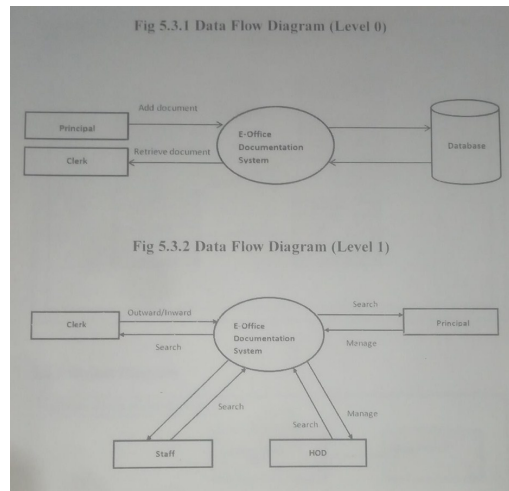 Fig 5.3.1 Data Flow Diagram (Level 0)
Add document
Principal
E-Office
Documentation
System
Database
Retrieve document
Clerk
Fig 5.3.2 Data Flow Diagram (Level 1)
Search
Outward/Inward
Clerk
E-Office
Documentation
System
Principal
Search
Menage
Search
Manage
Search
Staff
HOD